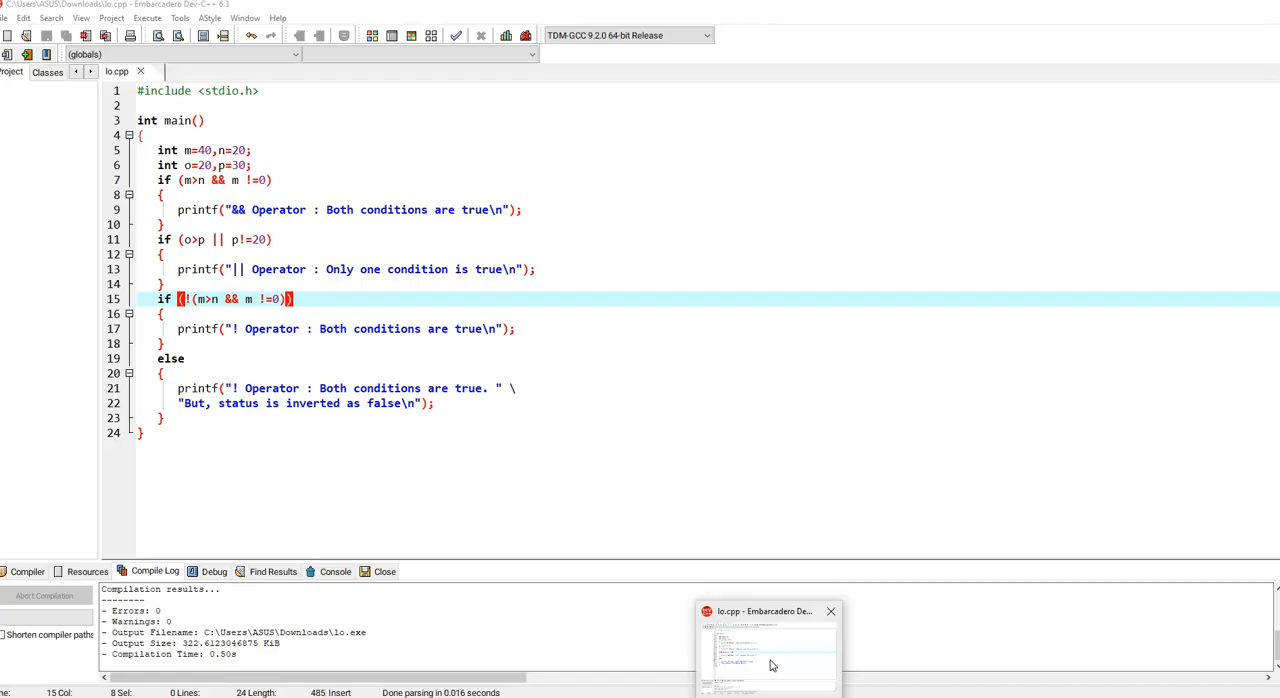 C:\Users\ASUS\Downloads\lo.cpp - Embarcadero Dev-C++ 6.3
ile Edit Search View Project Execute Tools AStyle Window Help
TDM-GCC 9.2.0 64-bit Release
(globals)
Project Classes lo.cpp
1 #include <stdio.h>
2
3 int main()
4 {
5 int m=40,n=20;
6 int o=20,p=30;
7 if (m>n && m !=0)
8 {
9 printf("&& Operator : Both conditions are true\n");
10 }
11 if (o>p || p!=20)
12 {
13 printf("|| Operator : Only one condition is true\n");
14 }
15 if (!(m>n && m !=0))
16 {
17 printf("! Operator : Both conditions are true\n");
18 }
19 else
20 {
21 printf("! Operator : Both conditions are true. " \
22 "But, status is inverted as false\n");
23 }
24 }
Compiler Resources Compile Log Debug Find Results Console Close
Abort Compilation
Shorten compiler paths
Compilation results...
--------
- Errors: 0
- Warnings: 0
- Output Filename: C:\Users\ASUS\Downloads\lo.exe
- Output Size: 322.6123046875 KiB
- Compilation Time: 0.50s
lo.cpp - Embarcadero De...
ne: 15 Col: 8 Sel: 0 Lines: 24 Length: 485 Insert Done parsing in 0.016 seconds